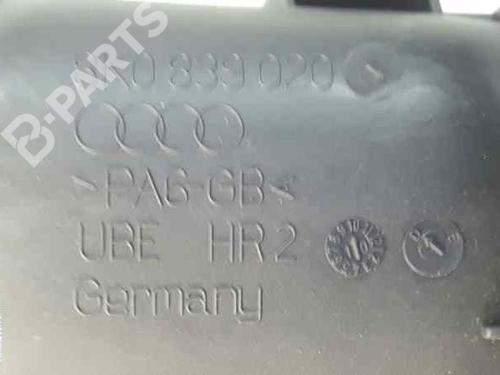 839 020
B-PARTS
>PA6-GB<
UBE HR2
Germany